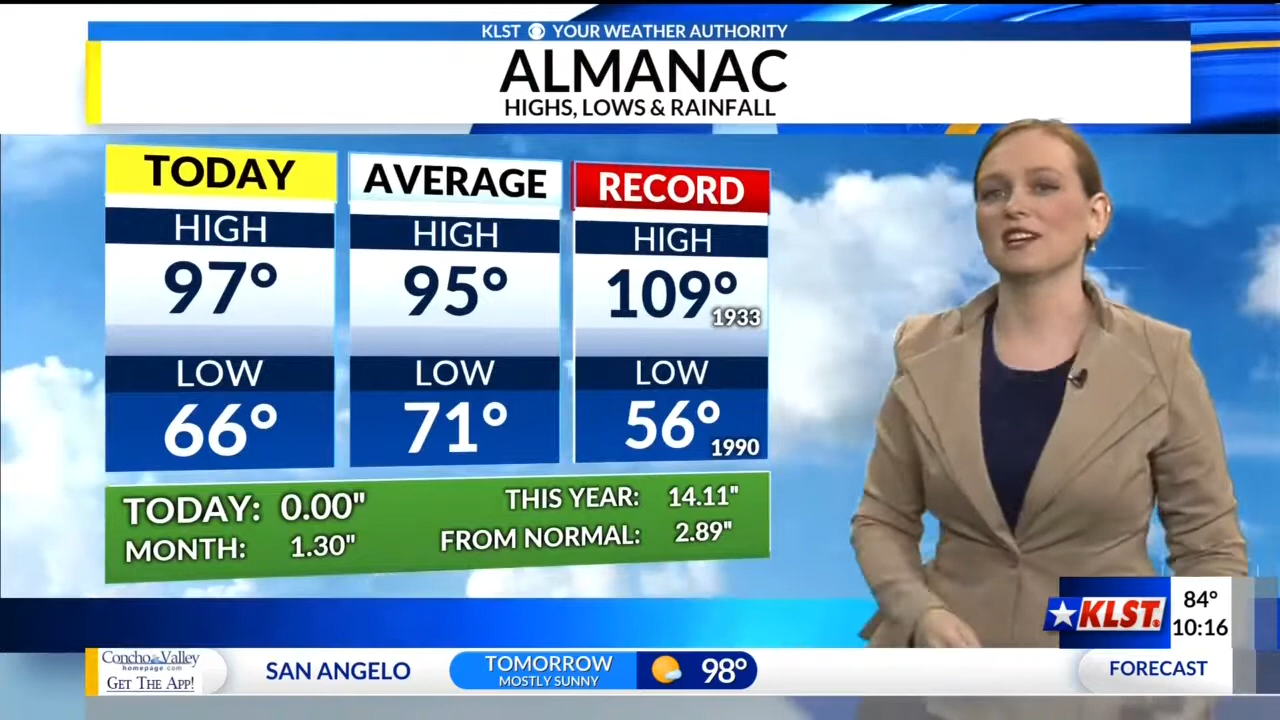 KLST YOUR WEATHER AUTHORITY
ALMANAC
HIGHS, LOWS & RAINFALL
TODAY
HIGH
97°
LOW
66°
AVERAGE
HIGH
95°
LOW
71°
RECORD
HIGH
109°
1933
LOW
56°
1990
TODAY: 0.00"
MONTH: 1.30"
THIS YEAR: 14.11"
FROM NORMAL: 2.89"
KLST
84°
10:16
Concho Valley
homepage.com
GET THE APP!
SAN ANGELO
TOMORROW
MOSTLY SUNNY
98°
FORECAST